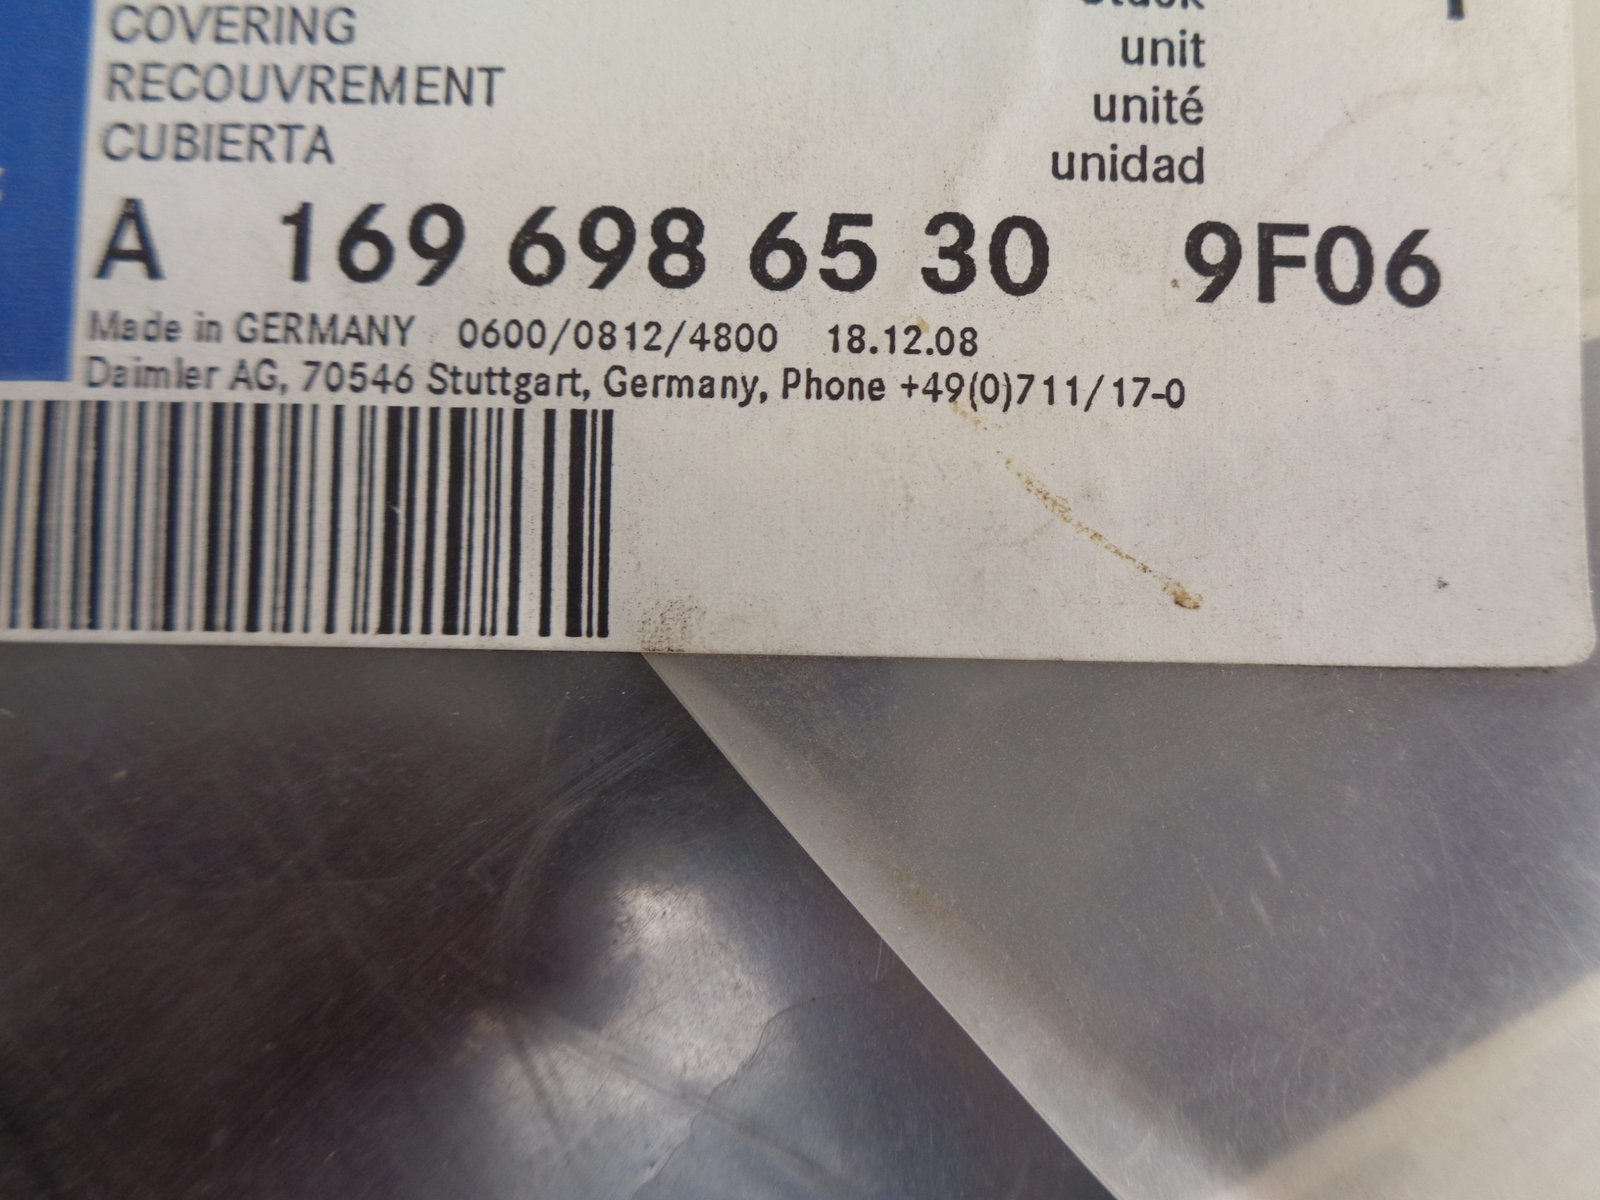 COVERING
RECOUVREMENT
CUBIERTA
Stück
unit
unité
unidad
A 169 698 65 30 9F06
Made in GERMANY 0600/0812/4800 18.12.08
Daimler AG, 70546 Stuttgart, Germany, Phone +49(0)711/17-0